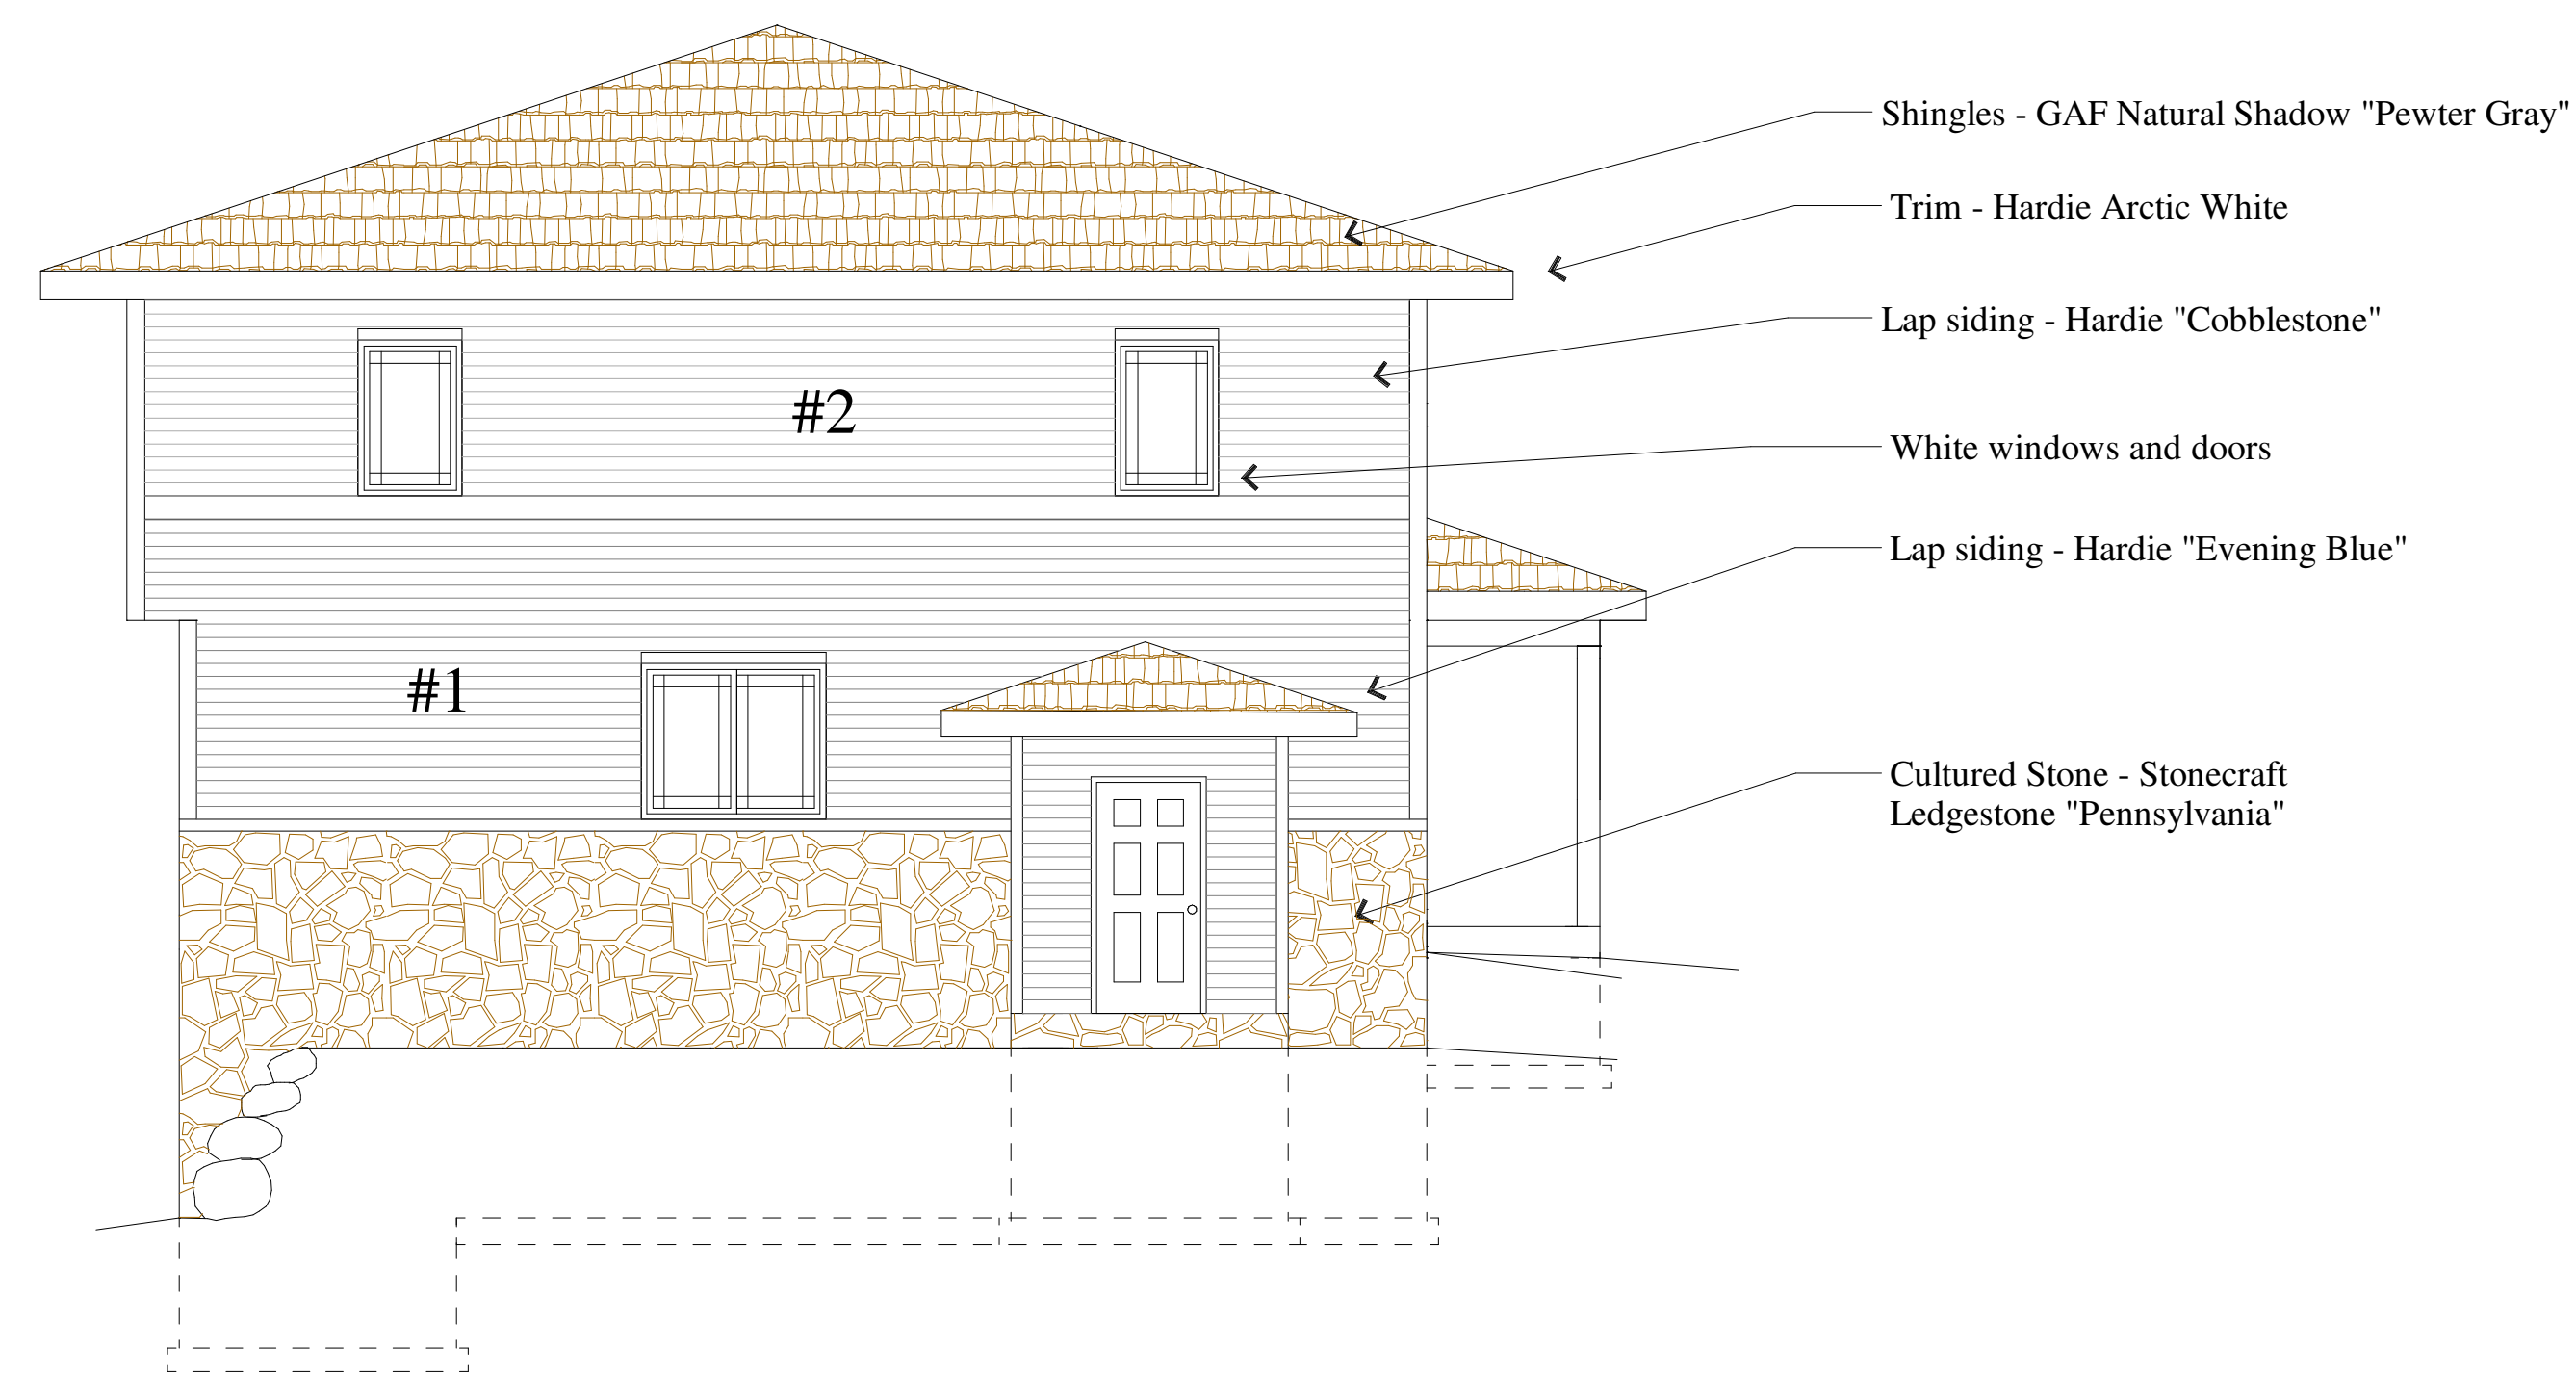 Shingles - GAF Natural Shadow "Pewter Gray"
Trim - Hardie Arctic White
Lap siding - Hardie "Cobblestone"
#2
White windows and doors
Lap siding - Hardie "Evening Blue"
#1
Cultured Stone - Stonecraft
Ledgestone "Pennsylvania"